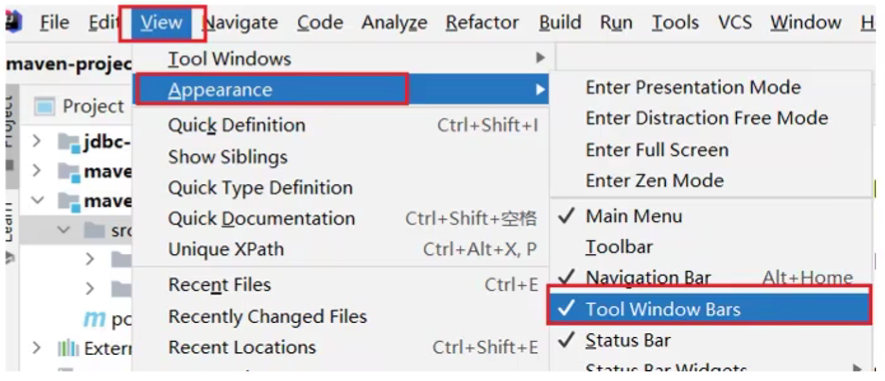 File Edit View Navigate Code Analyze Refactor Build Run Tools VCS Window
maven-projec
Project
Project
Learn
jdbc-
mave
mave
src
po
Extern
Tool Windows
Appearance
Quick Definition Ctrl+Shift+I
Show Siblings
Quick Type Definition
Quick Documentation Ctrl+Shift+空格
Unique XPath Ctrl+Alt+X, P
Recent Files Ctrl+E
Recently Changed Files
Recent Locations Ctrl+Shift+E
Enter Presentation Mode
Enter Distraction Free Mode
Enter Full Screen
Enter Zen Mode
Main Menu
Toolbar
Navigation Bar Alt+Home
Tool Window Bars
Status Bar
Status Bar Widgets